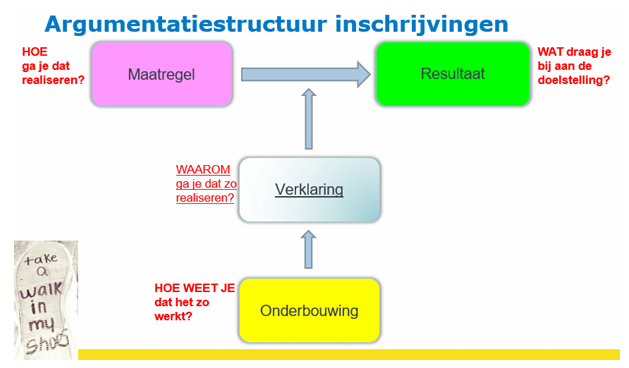 Argumentatiestructuur inschrijvingen
HOE
ga je dat
realiseren?
Maatregel
Resultaat
WAT draag je
bij aan de
doelstelling?
WAAROM
ga je dat zo
realiseren?
Verklaring
HOE WEET JE
dat het zo
werkt?
Onderbouwing
take
a
walk
in
my
shoes